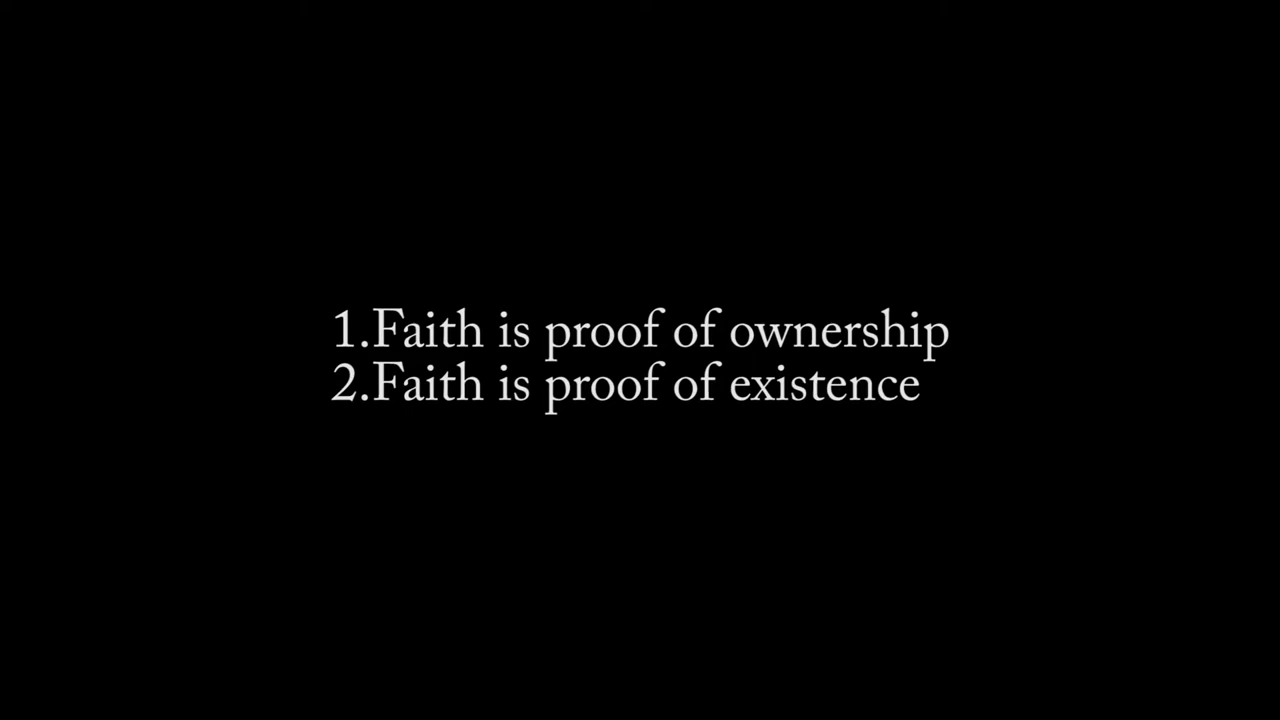 1.Faith is proof of ownership
2.Faith is proof of existence